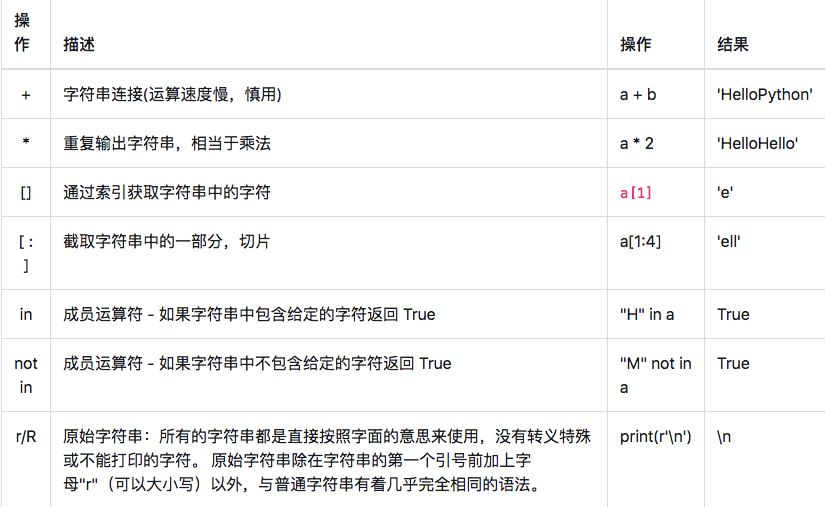 操
作 描述 操作 结果
+ 字符串连接(运算速度慢，慎用) a + b 'HelloPython'
* 重复输出字符串，相当于乘法 a * 2 'HelloHello'
[] 通过索引获取字符串中的字符 a[1] 'e'
[ : 截取字符串中的一部分，切片 a[1:4] 'ell'
]
in 成员运算符 - 如果字符串中包含给定的字符返回 True "H" in a True
not 成员运算符 - 如果字符串中不包含给定的字符返回 True "M" not in True
in a
r/R 原始字符串：所有的字符串都是直接按照字面的意思来使用，没有转义特殊 print(r'\n') \n
或不能打印的字符。 原始字符串除在字符串的第一个引号前加上字
母"r"（可以大小写）以外，与普通字符串有着几乎完全相同的语法。